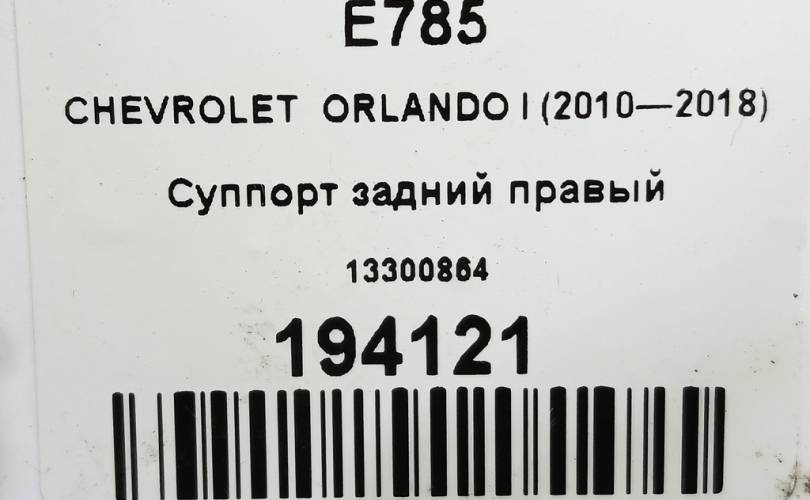 E785
CHEVROLET ORLANDO I (2010—2018)
Суппорт задний правый
13300864
194121